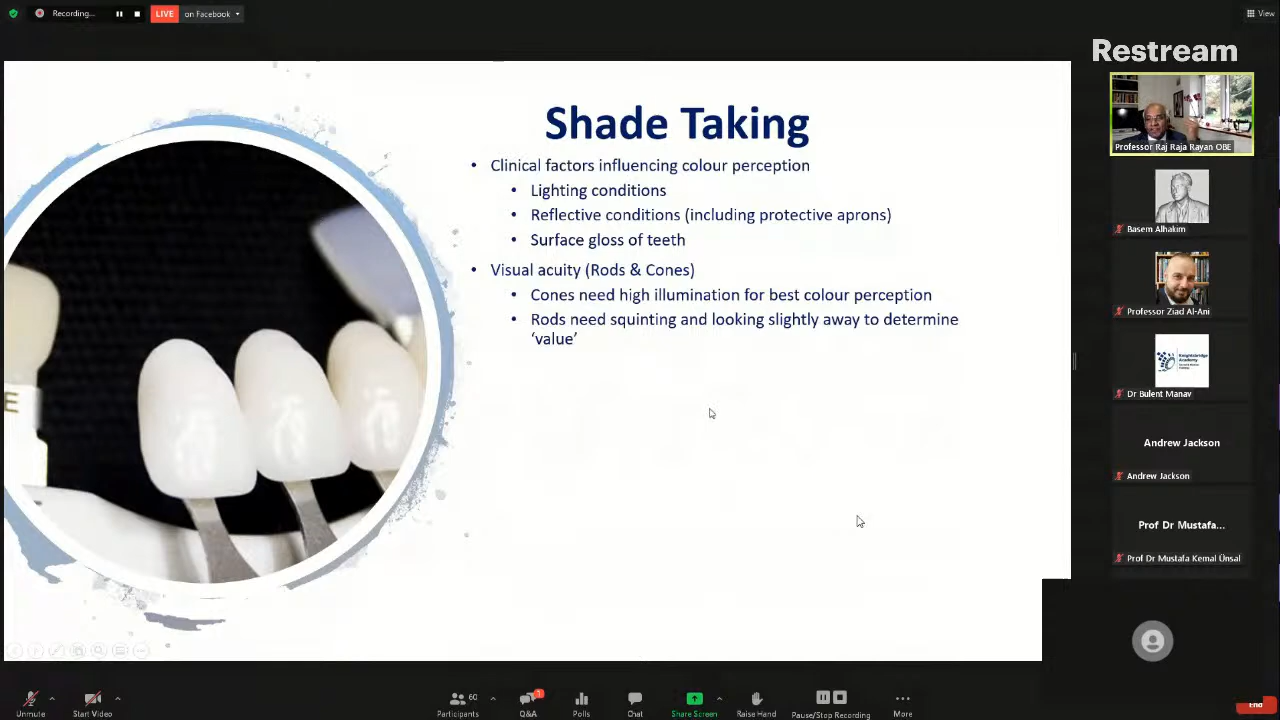 Recording...
LIVE on Facebook
View
Restream
Shade Taking
• Clinical factors influencing colour perception
• Lighting conditions
• Reflective conditions (including protective aprons)
• Surface gloss of teeth
• Visual acuity (Rods & Cones)
• Cones need high illumination for best colour perception
• Rods need squinting and looking slightly away to determine
‘value’
E
Professor Raj Raja Rayan OBE
Basem Alhakim
Professor Ziad Al-Ani
Knightsbridge
Academy
Dr Bulent Manav
Andrew Jackson
Andrew Jackson
Prof Dr Mustafa...
Prof Dr Mustafa Kemal Ünsal
Unmute
Start Video
60
Participants
1
Q&A
Polls
Chat
Share Screen
Raise Hand
Pause/Stop Recording
More
End